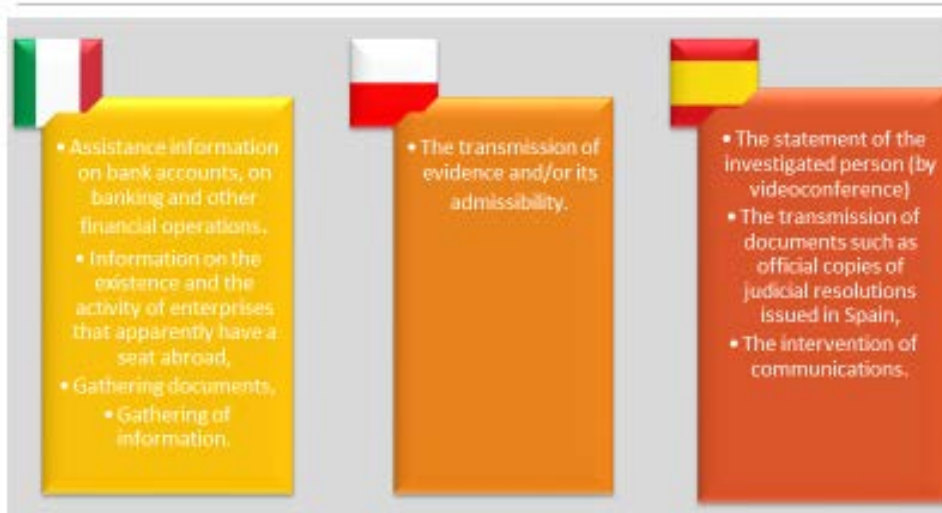 • Assistance information
on bank accounts, on
banking and other
financial operations.
• Information on the
existence and the
activity of enterprises
that apparently have a
seat abroad,
• Gathering documents,
• Gathering of
information.
• The transmission of
evidence and/or its
admissibility.
• The statement of the
investigated person (by
videoconference)
• The transmission of
documents such as
official copies of
judicial resolutions
issued in Spain,
• The intervention of
communications.